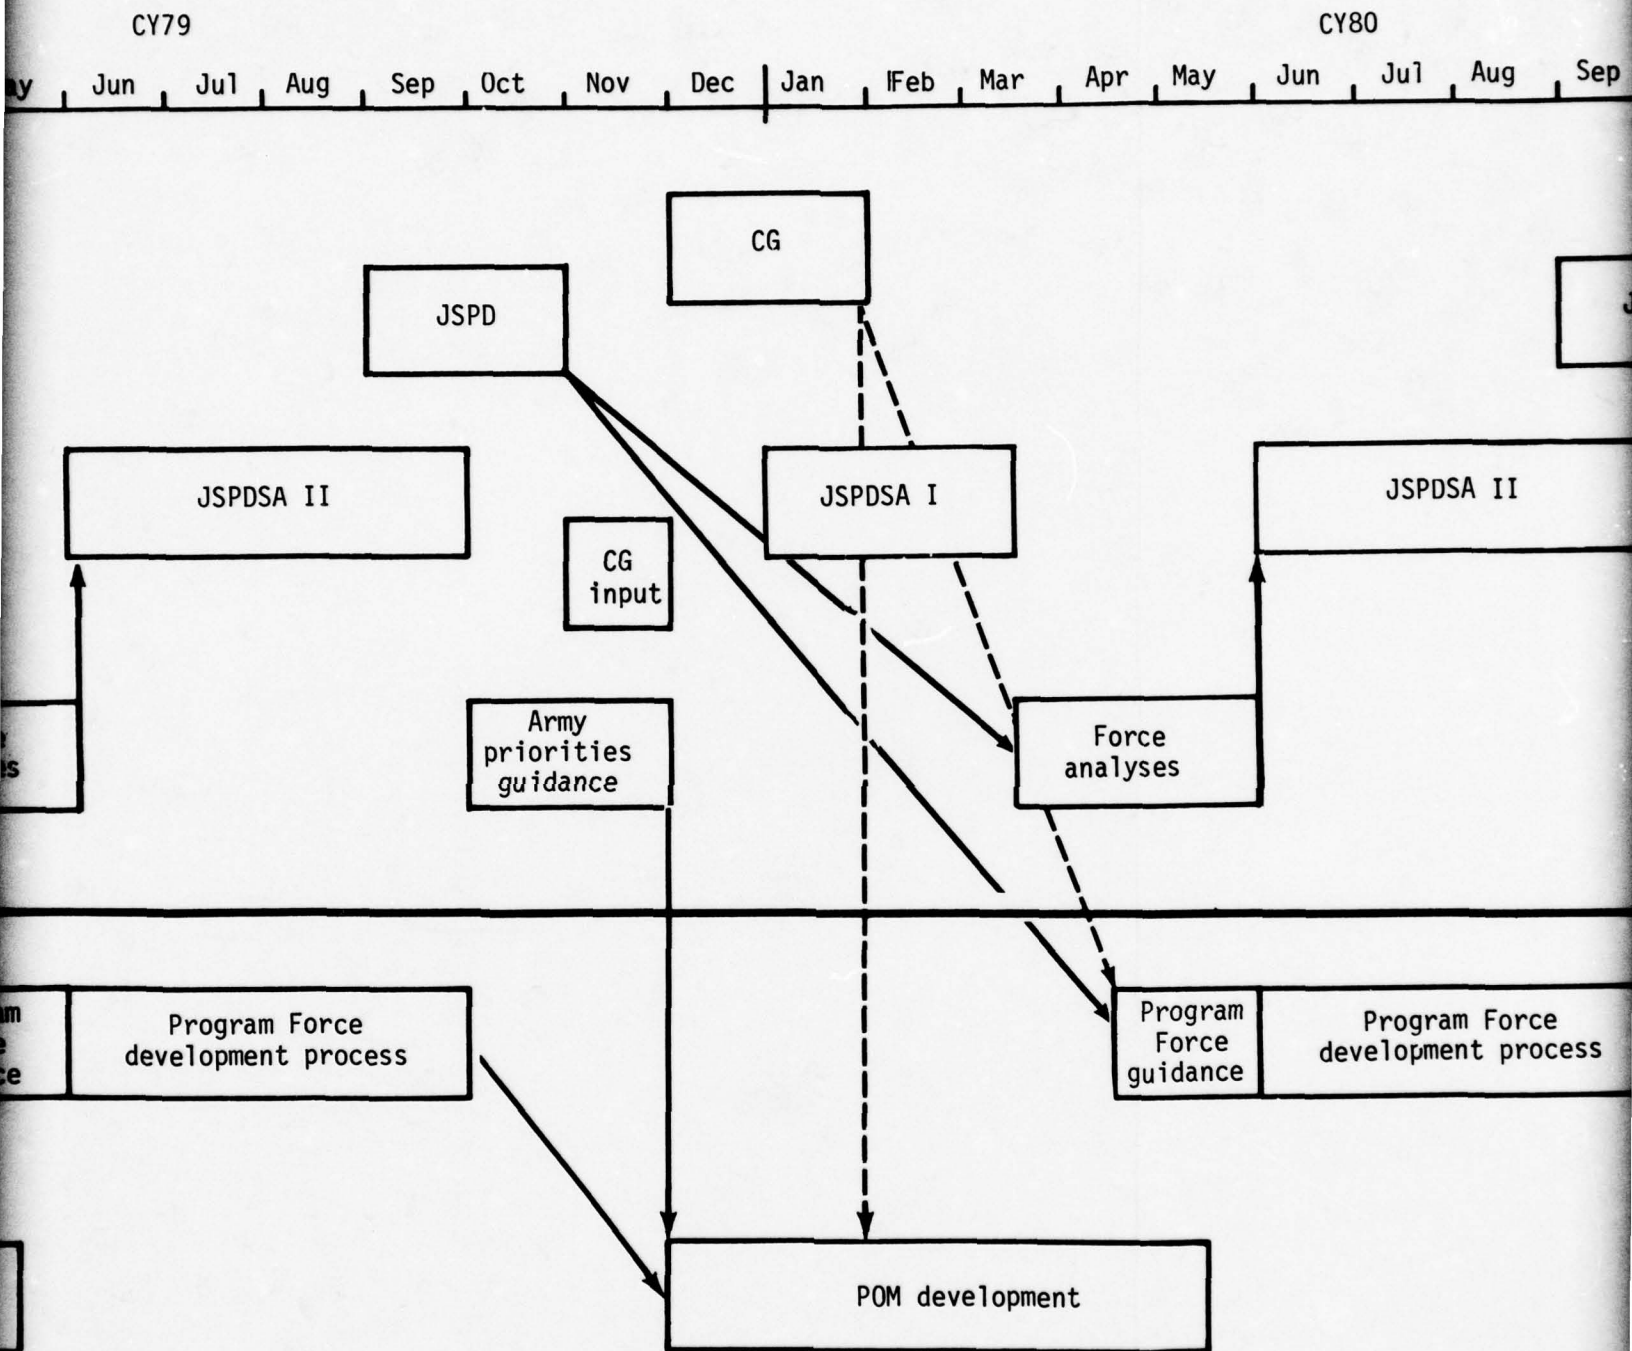 CY79 CY80
Jun Jul Aug Sep Oct Nov Dec Jan Feb Mar Apr May Jun Jul Aug Sep
CG
JSPD
JSPDSA II
JSPDSA I
JSPDSA II
CG
input
Army
priorities
guidance
Force
analyses
Program Force
development process
Program
Force
guidance
Program Force
development process
POM development